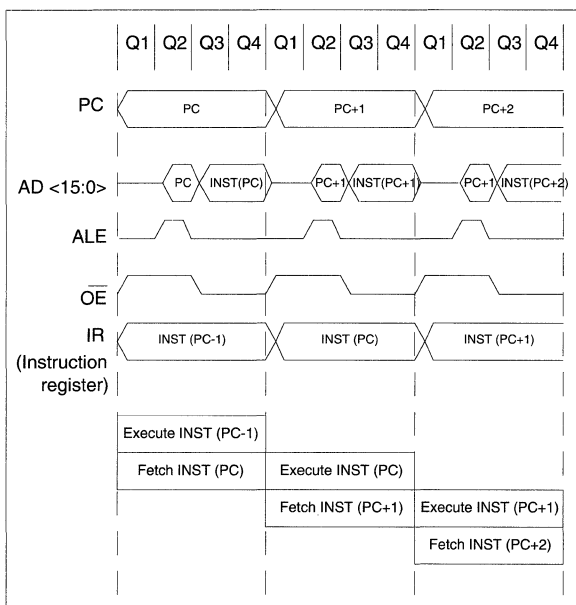 Q1 Q2 Q3 Q4 Q1 Q2 Q3 Q4 Q1 Q2 Q3 Q4
PC PC PC+1 PC+2
AD <15:0> PC INST(PC) PC+1 INST(PC+1) PC+1 INST(PC+2)
ALE
OE
IR INST (PC-1) INST (PC) INST (PC+1)
(Instruction
register)
Execute INST (PC-1)
Fetch INST (PC) Execute INST (PC)
Fetch INST (PC+1) Execute INST (PC+1)
Fetch INST (PC+2)